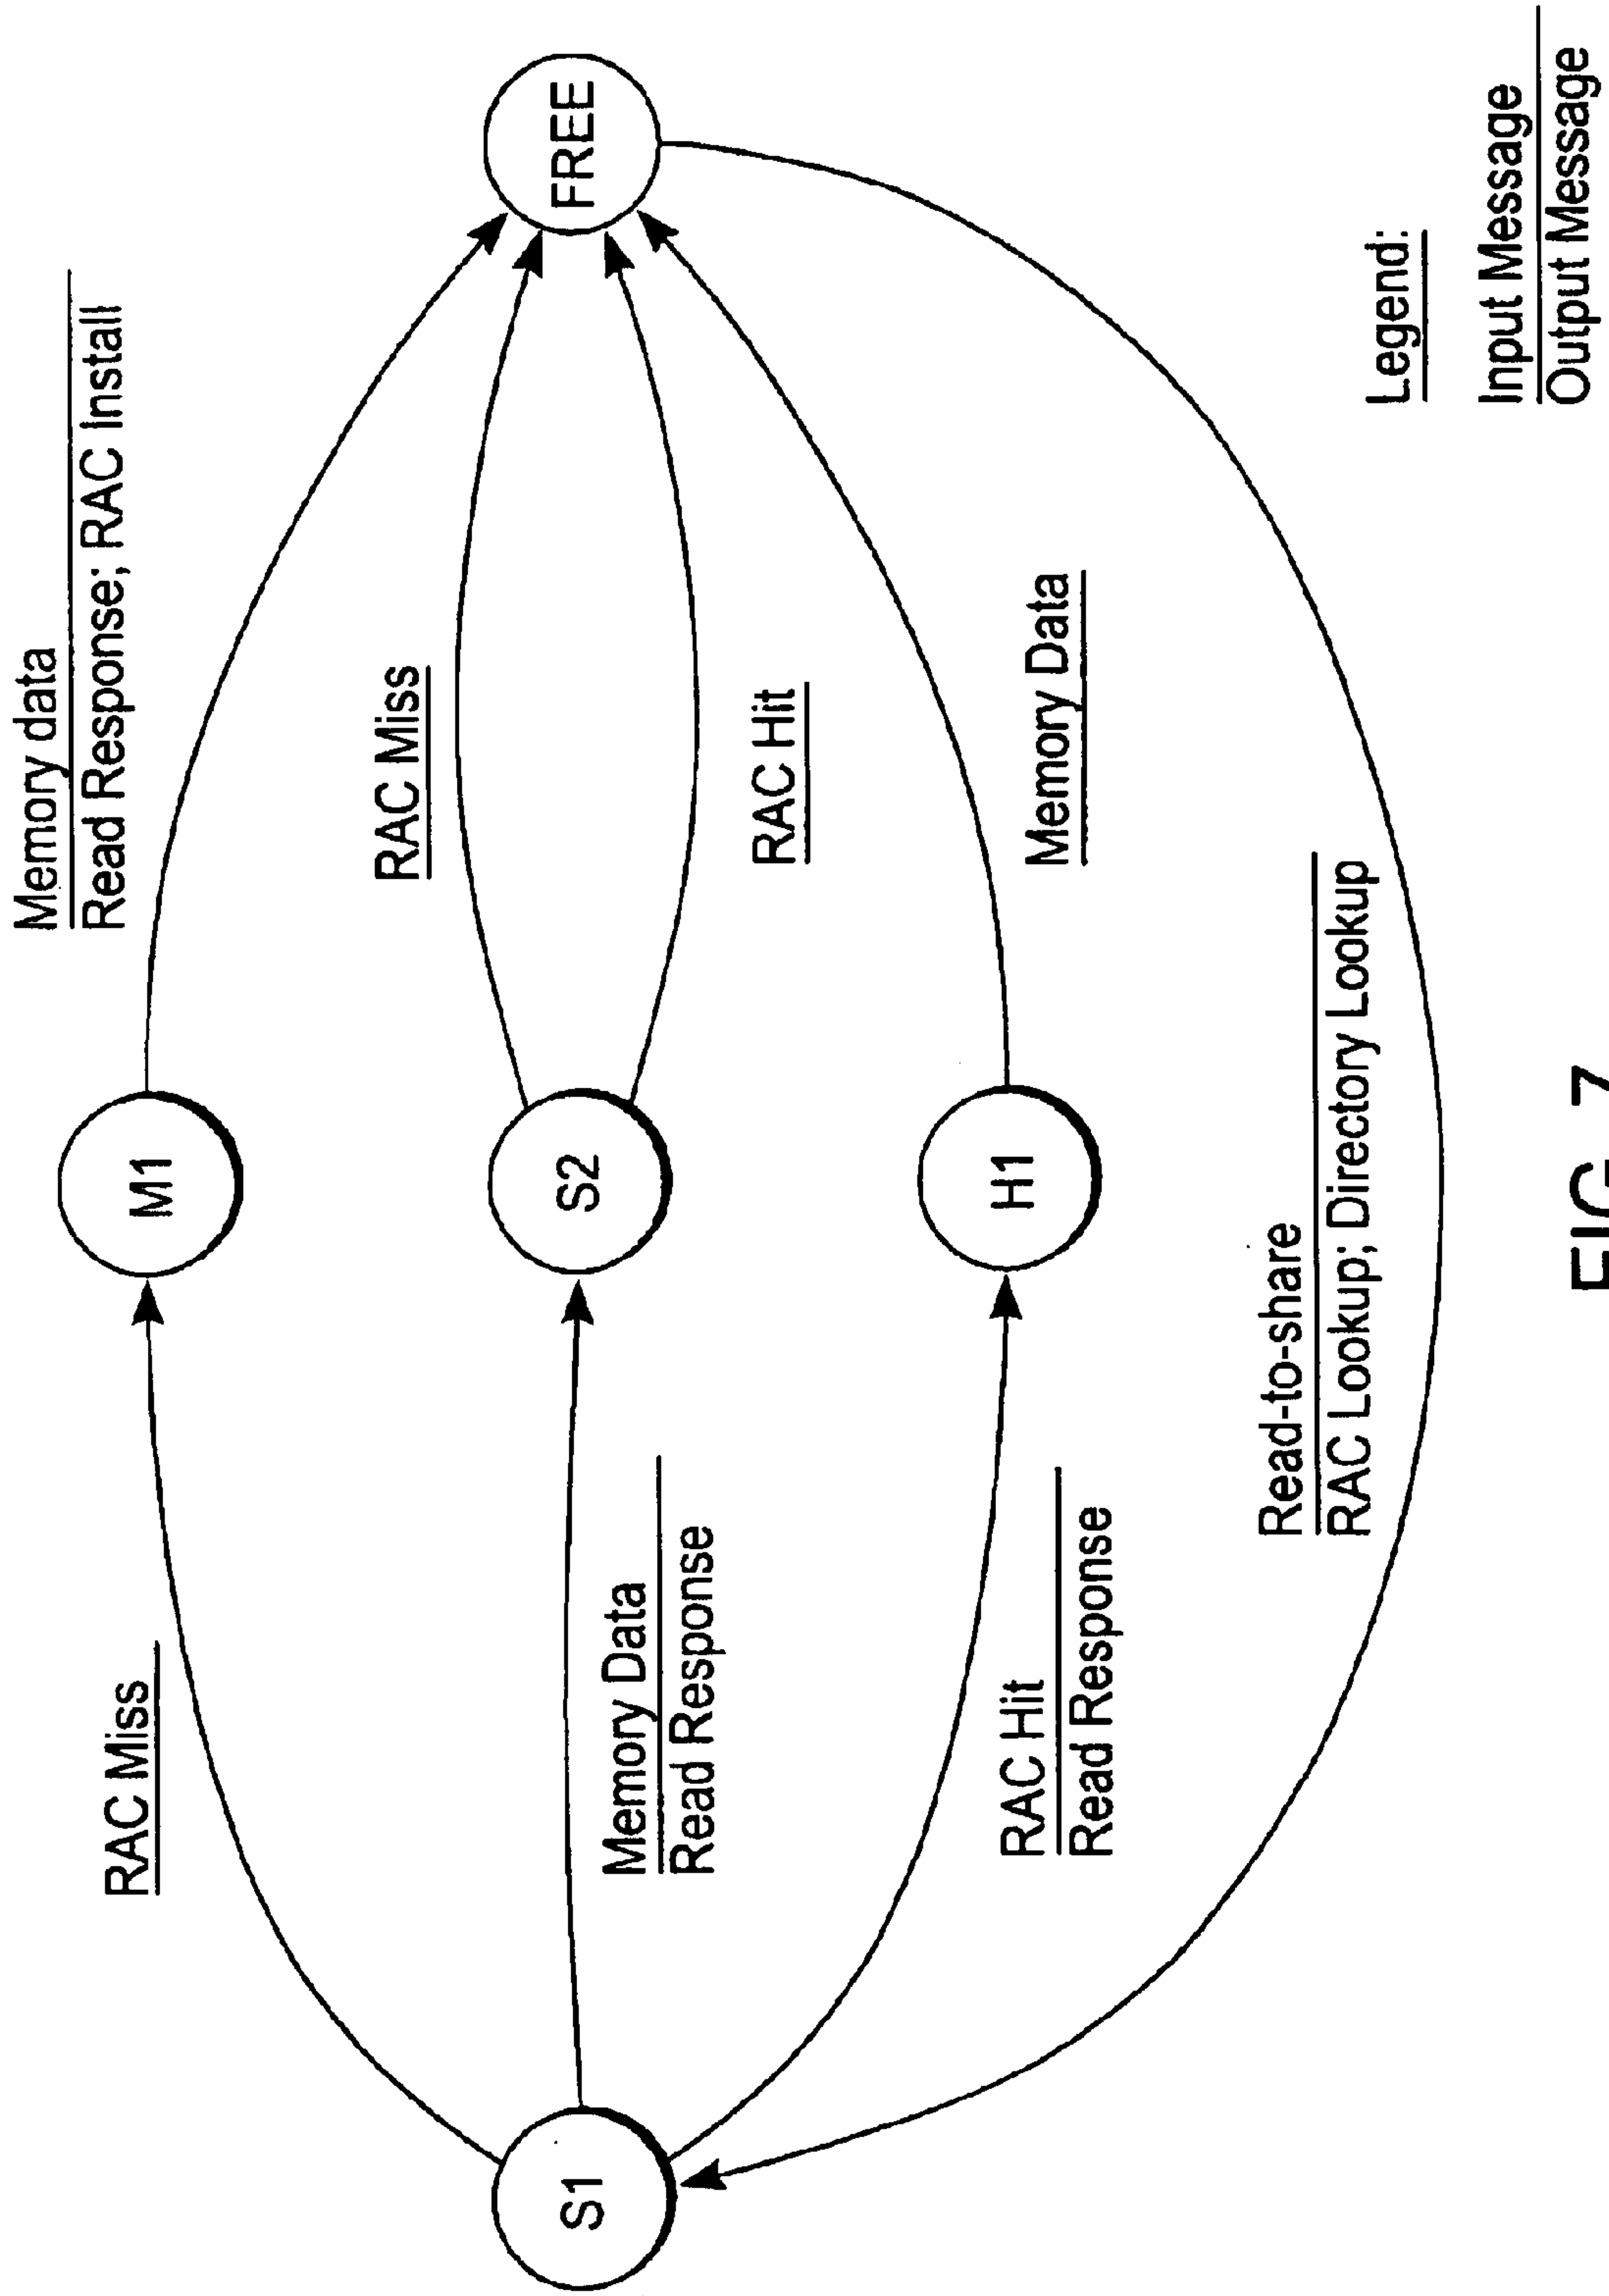 RAC Miss
Memory data
Read Response; RAC Install
M1
RAC Miss
S1
Memory Data
Read Response
S2
FREE
RAC Hit
RAC Hit
Read Response
H1
Memory Data
Read-to-share
RAC Lookup; Directory Lookup
Legend:
Input Message
Output Message
FIG. 7